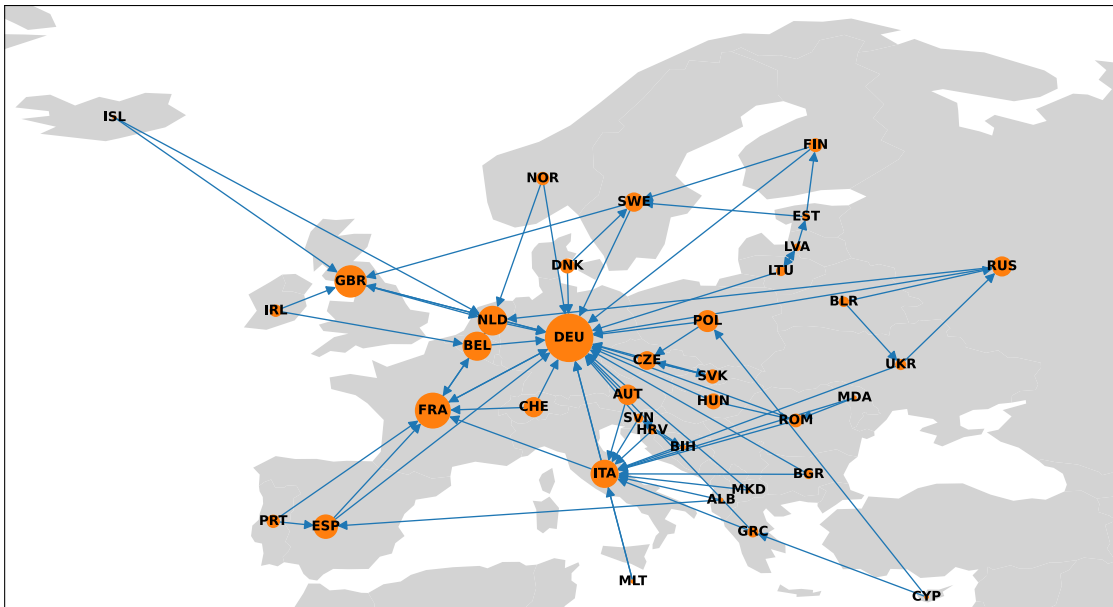 ISL
FIN
NOR
SWE
EST
LVA
DNK
LTU
RUS
GBR
BLR
IRL
NLD
POL
DEU
BEL
CZE
UKR
SVK
AUT
MDA
HUN
CHE
FRA
SVN
ROM
HRV
BIH
ITA
BGR
MKD
ALB
PRT
ESP
GRC
MLT
CYP